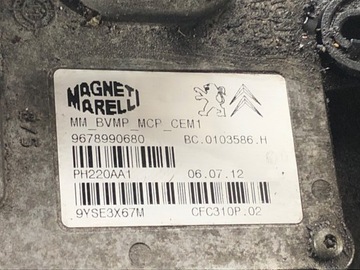 MAGNETI
MARELLI
MM_BVMP_MCP_CEM1
9678990680 BC.0103586.H
PH220AA1 06.07.12
9YSE3X67M CFC310P.02